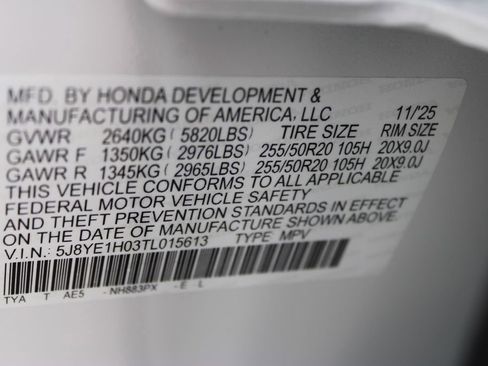 MFD. BY HONDA DEVELOPMENT &
MANUFACTURING OF AMERICA, LLC 11/'25
GVWR 2640KG ( 5820LBS) TIRE SIZE RIM SIZE
GAWR F 1350KG ( 2976LBS) 255/50R20 105H 20X9.0J
GAWR R 1345KG ( 2965LBS) 255/50R20 105H 20X9.0J
THIS VEHICLE CONFORMS TO ALL APPLICABLE
FEDERAL MOTOR VEHICLE SAFETY
AND THEFT PREVENTION STANDARDS IN EFFECT
ON THE DATE OF MANUFACTURE SHOWN ABOVE.
V.I.N.: 5J8YE1H03TL015613 TYPE MPV
TYA T AE5 - NH883PX - E L